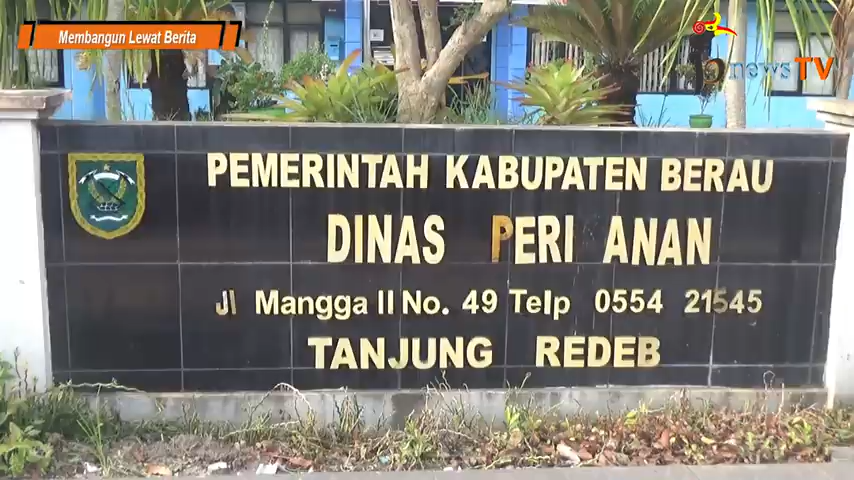 Membangun Lewat Berita
newsTV
PEMERINTAH KABUPATEN BERAU
DINAS PERI ANAN
Jl Mangga II No. 49 Telp 0554 21545
TANJUNG REDEB